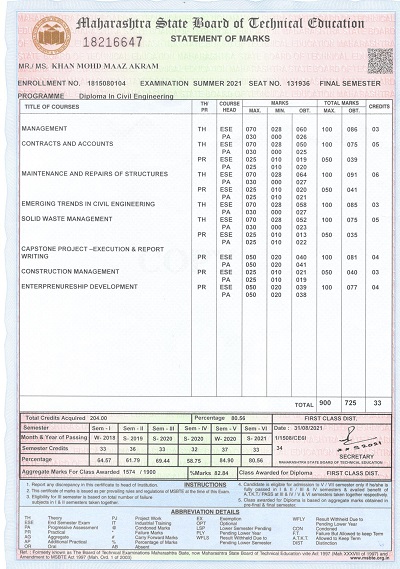 Maharashtra State Board of Technical Education
18216647
STATEMENT OF MARKS
MR./ MS. KHAN MOHD MAAZ AKRAM
ENROLLMENT NO. 1815080104 EXAMINATION SUMMER 2021 SEAT NO. 131936 FINAL SEMESTER
PROGRAMME Diploma in Civil Engineering
TITLE OF COURSES TH/ PR COURSE HEAD MARKS MAX. MIN. OBT. TOTAL MARKS MAX. OBT. CREDITS
MANAGEMENT TH ESE 070 028 060 100 086 03
PA 030 000 026
CONTRACTS AND ACCOUNTS TH ESE 070 028 050 100 075 05
PA 030 000 025
PR ESE 025 010 019 050 039
PA 025 010 020
MAINTENANCE AND REPAIRS OF STRUCTURES TH ESE 070 028 064 100 091 06
PA 030 000 027
PR ESE 025 010 020 050 041
PA 025 010 021
EMERGING TRENDS IN CIVIL ENGINEERING TH ESE 070 028 058 100 085 03
PA 030 000 027
SOLID WASTE MANAGEMENT TH ESE 070 028 052 100 075 05
PA 030 000 023
PR ESE 025 010 013 050 035
PA 025 010 022
CAPSTONE PROJECT –EXECUTION & REPORT
WRITING PR ESE 050 020 040 100 081 04
PA 050 020 041
CONSTRUCTION MANAGEMENT PR ESE 025 010 021 050 040 03
PA 025 010 019
ENTERPRENURESHIP DEVELOPMENT PR ESE 050 020 039 100 077 04
PA 050 020 038
TOTAL 900 725 33
Total Credits Acquired 204.00 Percentage 80.56 FIRST CLASS DIST.
Semester Sem - I Sem - II Sem - III Sem - IV Sem - V Sem - VI Date : 31/08/2021
Month & Year of Passing W- 2018 S- 2019 S- 2020 S- 2020 W- 2020 S- 2021 1/1508/CE6I
Semester Credits 33 36 33 32 37 33 34
Percentage 64.57 61.79 69.44 58.75 84.90 80.56
SECRETARY
MAHARASHTRA STATE BOARD OF TECHNICAL EDUCATION
Aggregate Marks For Class Awarded 1574 / 1900 %Marks 82.84 Class Awarded for Diploma FIRST CLASS DIST.
INSTRUCTIONS
1. Report any discrepancy in this certificate to head of Institution.
2. This certificate of marks is issued as per prevailing rules and regulations of MSBTE at the time of this Exam.
3. Eligibility for III semester is based on total number of failure
subjects in I & II semesters taken together.
4. Candidate is eligible for admission to V / VII semester only if he/she is
fully passed in I & II / III & IV semesters & availed benefit of
A.T.K.T./ PASS at III & IV / V & VI semesters taken together respectively.
5. Class awarded for Diploma is based on aggregate marks obtained in
pre-final & final semester.
ABBREVIATION DETAILS
TH Theory PJ Project Work ES Exemption WFLY Result Withheld Due to
ESE End Semester Exam IT Industrial Training OPT Optional Pending Lower Year
PA Progressive Assessment @ Combined Marks LSP Lower Semester Pending CON Condoned
PR Practical * Failure Marks PLY Pending Lower Year F.T. Failure But Allowed to keep Term
AG Aggregate # Carry Forward Marks WFLS Result Withheld Due to A.T.K.T. Allowed to Keep Term
AP Additional Practical % Percentage of Marks Pending Lower Semester DIST Distinction
OR Oral AB Absent
Ref. : Formerly known as The Board of Technical Examinations Maharashtra State, now Maharashtra State Board of Technical Education vide Act 1997 (Mah XXXVIII of 1997) and
Amendment to MSBTE Act 1997 (Mah. Ord. 1 of 2003).
www.msbte.org.in